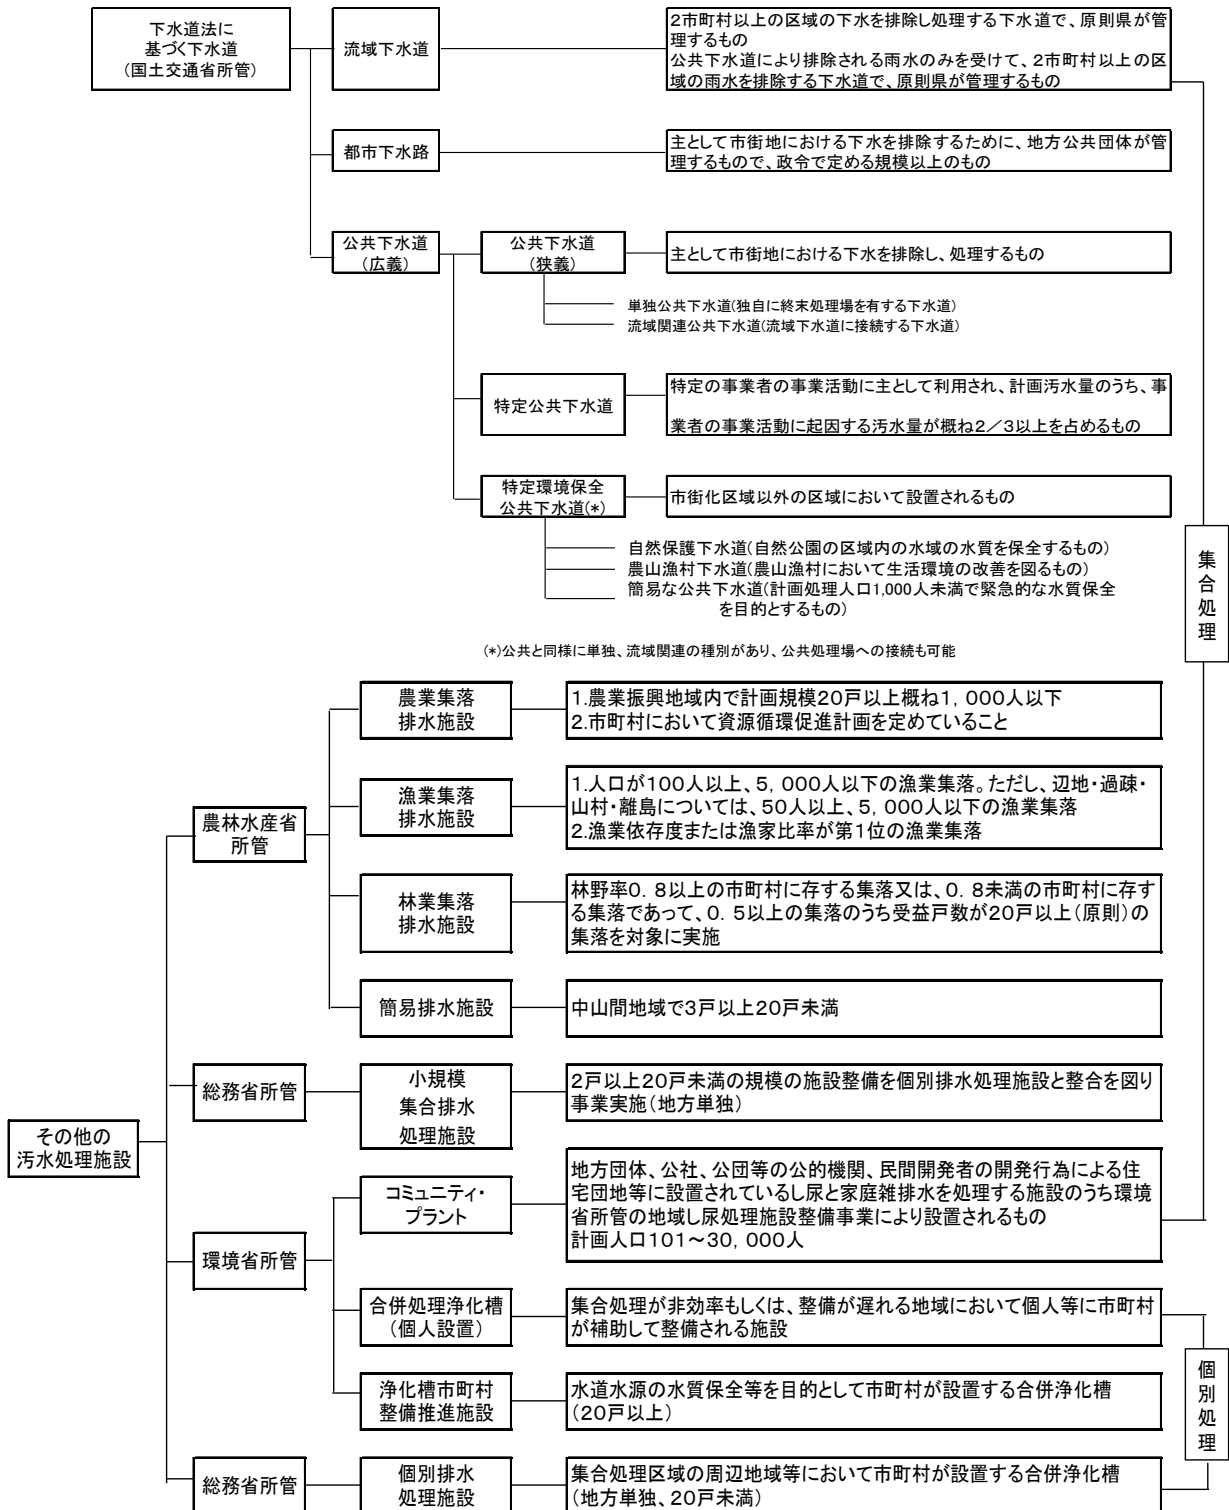 下水道法に
基づく下水道
(国土交通省所管)
流域下水道
2市町村以上の区域の下水を排除し処理する下水道で、原則県が管
理するもの
公共下水道により排除される雨水のみを受けて、2市町村以上の区
域の雨水を排除する下水道で、原則県が管理するもの
都市下水路
主として市街地における下水を排除するために、地方公共団体が管
理するもので、政令で定める規模以上のもの
公共下水道
(広義)
公共下水道
(狭義)
主として市街地における下水を排除し、処理するもの
単独公共下水道(独自に終末処理場を有する下水道)
流域関連公共下水道(流域下水道に接続する下水道)
特定公共下水道
特定の事業者の事業活動に主として利用され、計画汚水量のうち、事
業者の事業活動に起因する汚水量が概ね2/3以上を占めるもの
特定環境保全
公共下水道(*)
市街化区域以外の区域において設置されるもの
自然保護下水道(自然公園の区域内の水域の水質を保全するもの)
農山漁村下水道(農山漁村において生活環境の改善を図るもの)
簡易な公共下水道(計画処理人口1,000人未満で緊急的な水質保全
を目的とするもの)
(*)公共と同様に単独、流域関連の種別があり、公共処理場への接続も可能
集合処理
農林水産省
所管
農業集落
排水施設
1.農業振興地域内で計画規模20戸以上概ね1,000人以下
2.市町村において資源循環促進計画を定めていること
漁業集落
排水施設
1.人口が100人以上、5,000人以下の漁業集落。ただし、辺地・過疎・
山村・離島については、50人以上、5,000人以下の漁業集落
2.漁業依存度または漁家比率が第1位の漁業集落
林業集落
排水施設
林野率0.8以上の市町村に存する集落又は、0.8未満の市町村に存す
る集落であって、0.5以上の集落のうち受益戸数が20戸以上(原則)の
集落を対象に実施
簡易排水施設
中山間地域で3戸以上20戸未満
総務省所管
小規模
集合排水
処理施設
2戸以上20戸未満の規模の施設整備を個別排水処理施設と整合を図り
事業実施(地方単独)
その他の
汚水処理施設
環境省所管
コミュニティ・
プラント
地方団体、公社、公団等の公的機関、民間開発者の開発行為による住
宅団地等に設置されているし尿と家庭雑排水を処理する施設のうち環境
省所管の地域し尿処理施設整備事業により設置されるもの
計画人口101~30,000人
合併処理浄化槽
(個人設置)
集合処理が非効率もしくは、整備が遅れる地域において個人等に市町村
が補助して整備される施設
浄化槽市町村
整備推進施設
水道水源の水質保全等を目的として市町村が設置する合併浄化槽
(20戸以上)
個別処理
総務省所管
個別排水
処理施設
集合処理区域の周辺地域等において市町村が設置する合併浄化槽
(地方単独、20戸未満)